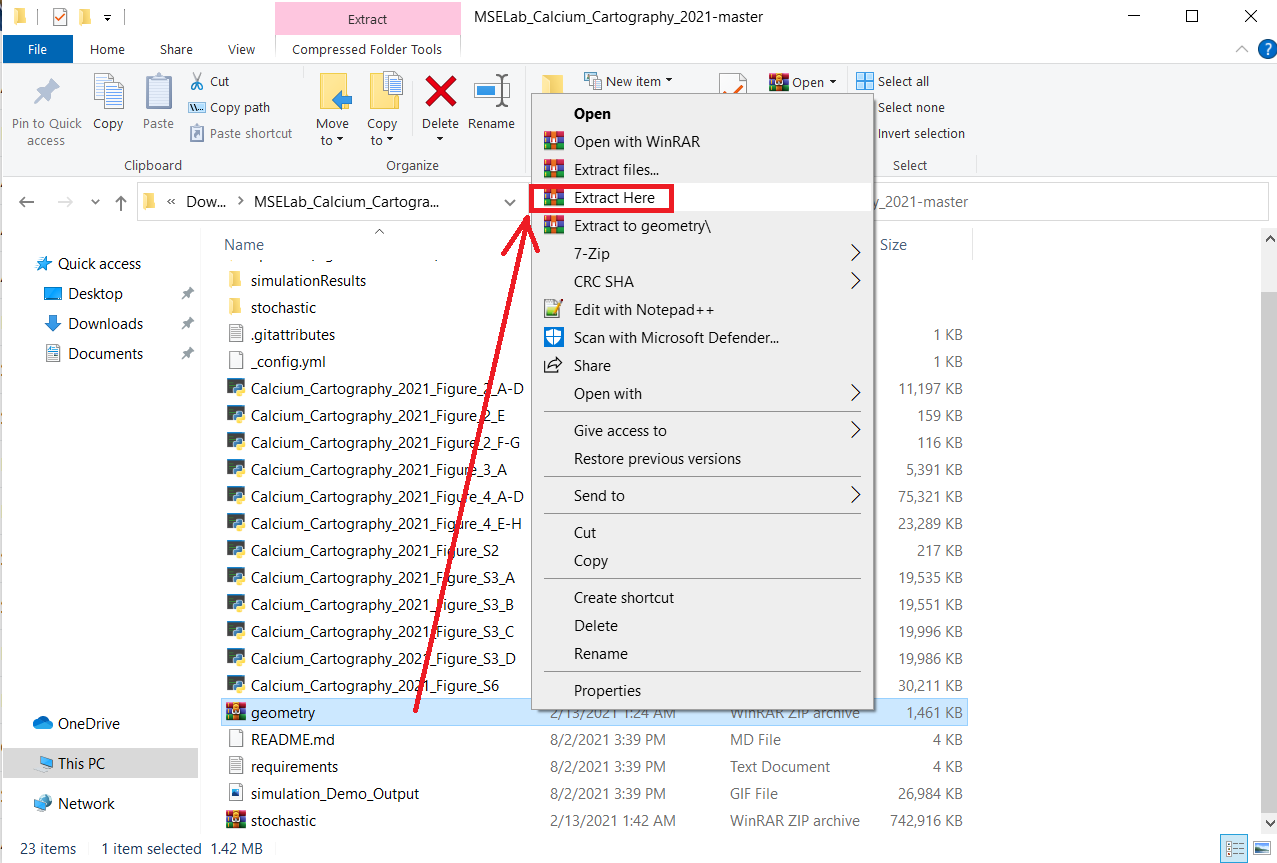 Extract
MSELab_Calcium_Cartography_2021-master
File
Home
Share
View
Compressed Folder Tools
?
Pin to Quick access
Copy
Paste
Cut
Copy path
Paste shortcut
Clipboard
Move to
Copy to
Delete
Rename
Organize
New item
Open
Select all
Select none
Invert selection
Select
« Dow... > MSELab_Calcium_Cartogra...
_2021-master
Name
Size
Quick access
Desktop
Downloads
Documents
OneDrive
This PC
Network
simulationResults
stochastic
.gitattributes 1 KB
_config.yml 1 KB
Calcium_Cartography_2021_Figure_2_A-D 11,197 KB
Calcium_Cartography_2021_Figure_2_E 159 KB
Calcium_Cartography_2021_Figure_2_F-G 116 KB
Calcium_Cartography_2021_Figure_3_A 5,391 KB
Calcium_Cartography_2021_Figure_4_A-D 75,321 KB
Calcium_Cartography_2021_Figure_4_E-H 23,289 KB
Calcium_Cartography_2021_Figure_S2 217 KB
Calcium_Cartography_2021_Figure_S3_A 19,535 KB
Calcium_Cartography_2021_Figure_S3_B 19,551 KB
Calcium_Cartography_2021_Figure_S3_C 19,996 KB
Calcium_Cartography_2021_Figure_S3_D 19,986 KB
Calcium_Cartography_2021_Figure_S6 30,211 KB
geometry 2/13/2021 1:24 AM WinRAR ZIP archive 1,461 KB
README.md 8/2/2021 3:39 PM MD File 4 KB
requirements 8/2/2021 3:39 PM Text Document 4 KB
simulation_Demo_Output 8/2/2021 3:39 PM GIF File 26,984 KB
stochastic 2/13/2021 1:42 AM WinRAR ZIP archive 742,916 KB
Open
Open with WinRAR
Extract files...
Extract Here
Extract to geometry\
7-Zip
CRC SHA
Edit with Notepad++
Scan with Microsoft Defender...
Share
Open with
Give access to
Restore previous versions
Send to
Cut
Copy
Create shortcut
Delete
Rename
Properties
23 items
1 item selected 1.42 MB